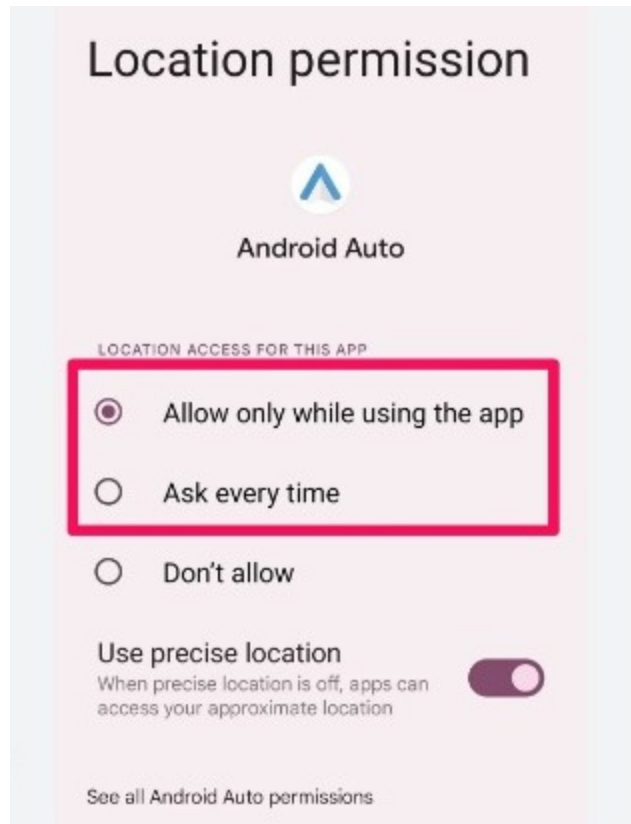 Location permission
Android Auto
LOCATION ACCESS FOR THIS APP
Allow only while using the app
Ask every time
Don't allow
Use precise location
When precise location is off, apps can
access your approximate location
See all Android Auto permissions